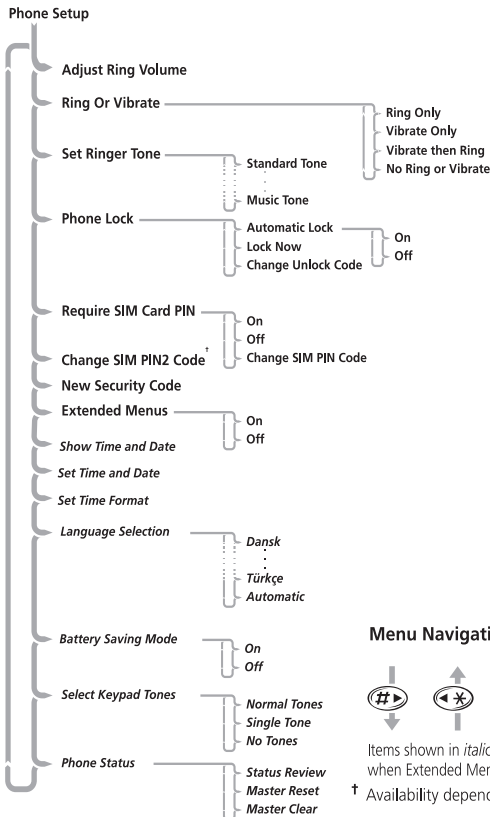 Phone Setup
Adjust Ring Volume
Ring Or Vibrate
Ring Only
Vibrate Only
Vibrate then Ring
No Ring or Vibrate
Set Ringer Tone
Standard Tone
Music Tone
Phone Lock
Automatic Lock
On
Off
Lock Now
Change Unlock Code
Require SIM Card PIN
On
Off
Change SIM PIN Code
Change SIM PIN2 Code†
New Security Code
Extended Menus
On
Off
Show Time and Date
Set Time and Date
Set Time Format
Language Selection
Dansk
Türkçe
Automatic
Battery Saving Mode
On
Off
Select Keypad Tones
Normal Tones
Single Tone
No Tones
Phone Status
Status Review
Master Reset
Master Clear
Menu
# *
Items shown in
when Extended
† Availability